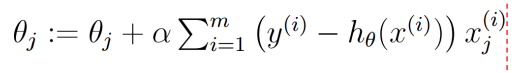 θ_j := θ_j + α ∑_{i=1}^{m} (y^{(i)} − h_θ(x^{(i)})) x_j^{(i)}